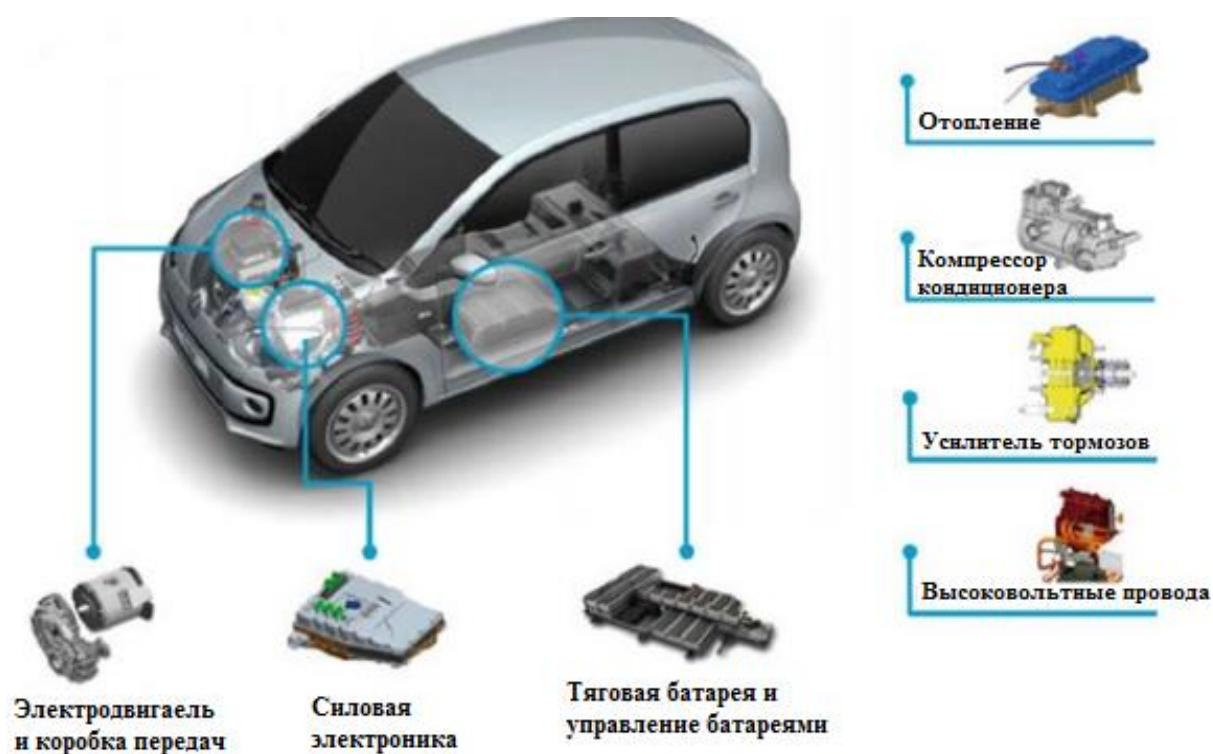 Отопление
Компрессор
кондиционера
Усилитель тормозов
Высоковольтные провода
Электродвигаель
и коробка передач
Силовая
электроника
Тяговая батарея и
управление батареями